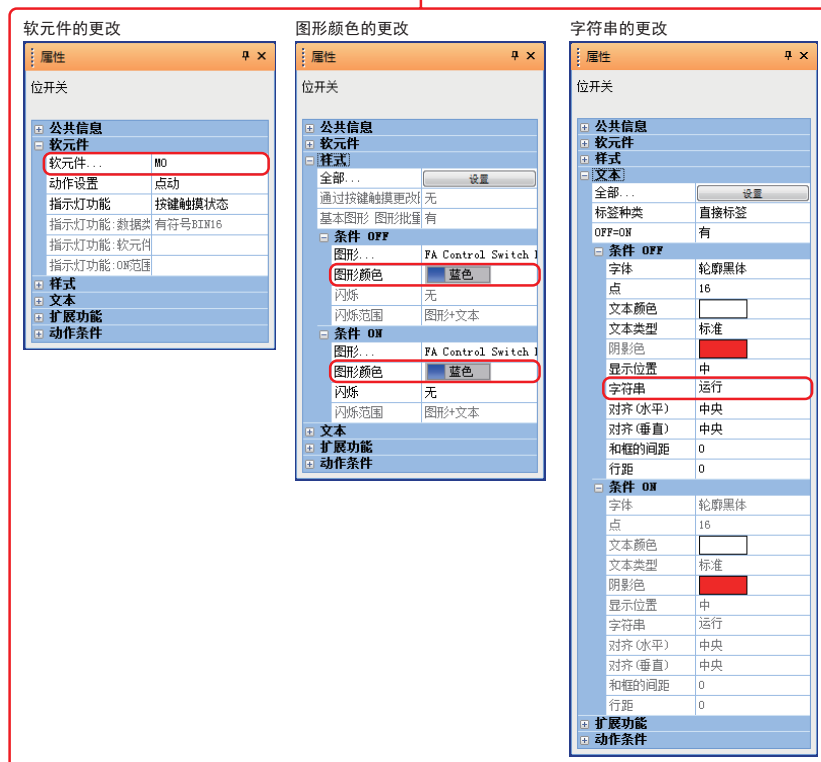 软元件的更改
属性
位开关
公共信息
软元件
软元件... M0
动作设置 点动
指示灯功能 按键触摸状态
指示灯功能:数据类 有符号BIN16
指示灯功能:软元件
指示灯功能:ON范围
样式
文本
扩展功能
动作条件
图形颜色的更改
属性
位开关
公共信息
软元件
样式
全部... 设置
通过按键触摸更改 无
基本图形 图形批量 有
条件 OFF
图形... FA Control Switch
图形颜色 蓝色
闪烁 无
闪烁范围 图形+文本
条件 ON
图形... FA Control Switch
图形颜色 蓝色
闪烁 无
闪烁范围 图形+文本
文本
扩展功能
动作条件
字符串的更改
属性
位开关
公共信息
软元件
样式
文本
全部... 设置
标签种类 直接标签
OFF=ON 有
条件 OFF
字体 轮廓黑体
点 16
文本颜色
文本类型 标准
阴影色
显示位置 中
字符串 运行
对齐(水平) 中央
对齐(垂直) 中央
和框的间距 0
行距 0
条件 ON
字体 轮廓黑体
点 16
文本颜色
文本类型 标准
阴影色
显示位置 中
字符串 运行
对齐(水平) 中央
对齐(垂直) 中央
和框的间距 0
行距 0
扩展功能
动作条件